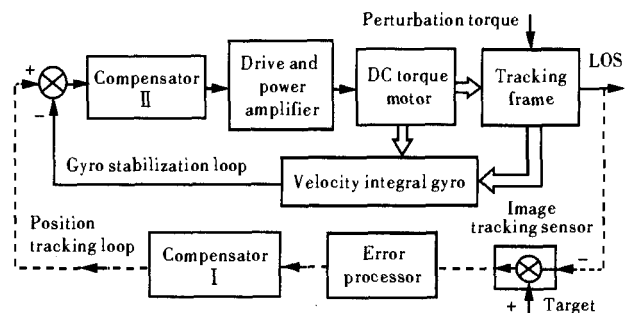 Perturbation torque
LOS
+
Compensator
II
Drive and
power
amplifier
DC torque
motor
Tracking
frame
−
Gyro stabilization loop
Velocity integral gyro
Image
tracking sensor
Position
tracking loop
Compensator
I
Error
processor
−
+ Target